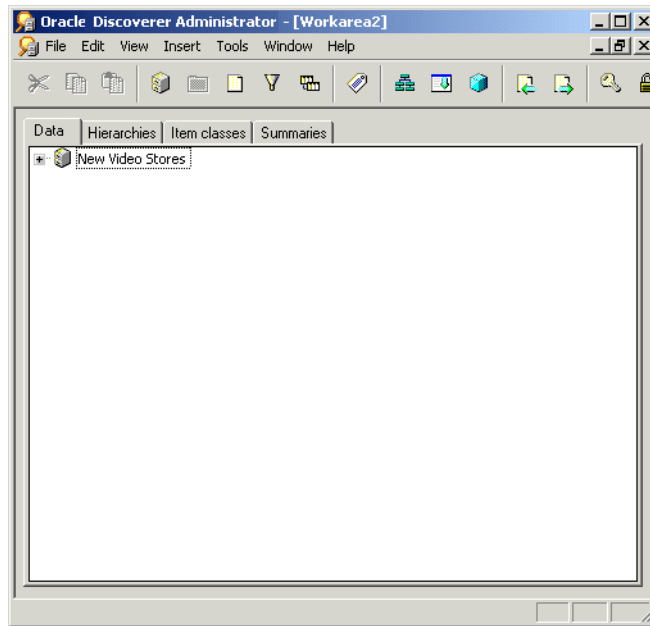 Oracle Discoverer Administrator - [Workarea2]
File Edit View Insert Tools Window Help
Data Hierarchies Item classes Summaries
New Video Stores